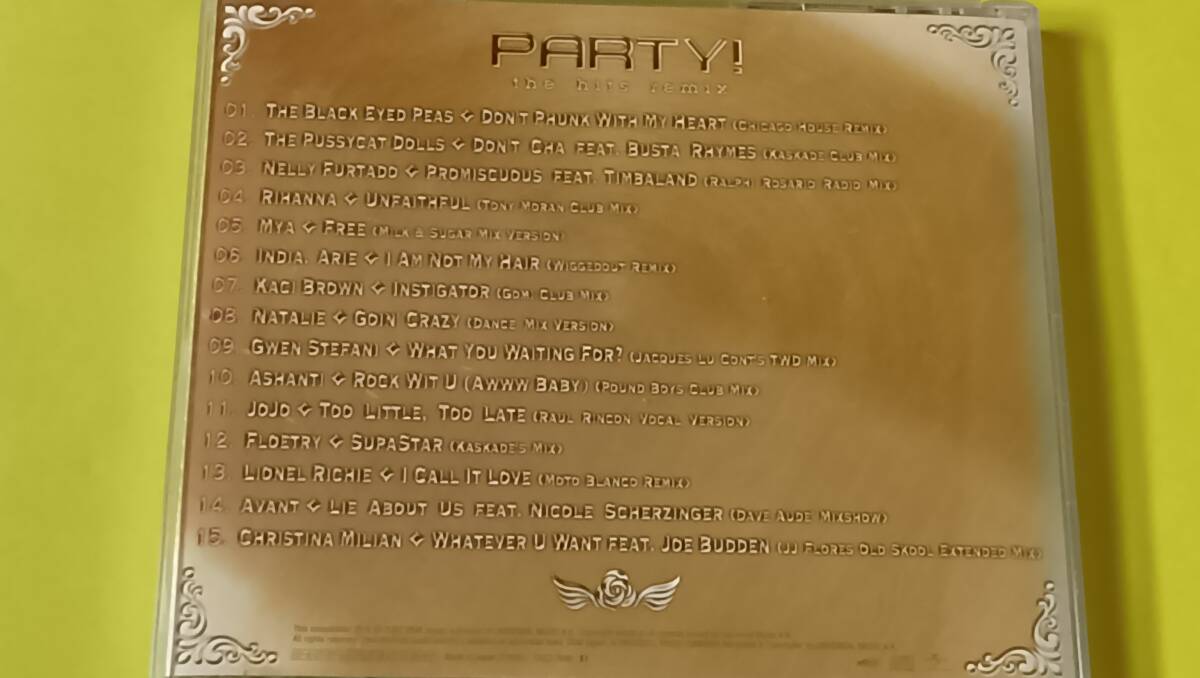 PARTY!
the hits remix
01. THE BLACK EYED PEAS DON'T PHUNK WITH MY HEART (CHICAGO HOUSE REMIX)
02. THE PUSSYCAT DOLLS DON'T CHA FEAT. BUSTA RHYMES (KASKADE CLUB MIX)
03. NELLY FURTADO PROMISCUOUS FEAT. TIMBALAND (RALPHI ROSARIO RADIO MIX)
04. RIHANNA UNFAITHFUL (TONY MORAN CLUB MIX)
05. MYA FREE (MILK & SUGAR MIX VERSION)
06. INDIA. ARIE I AM NOT MY HAIR (WIGGEDOUT REMIX)
07. KACI BROWN INSTIGATOR (GOMI CLUB MIX)
08. NATALIE GOIN' CRAZY (DANCE MIX VERSION)
09. GWEN STEFANI WHAT YOU WAITING FOR? (JACQUES LU CONT'S TWD MIX)
10. ASHANTI ROCK WIT U (AWWW BABY) (POUND BOYS CLUB MIX)
11. JOJO TOO LITTLE, TOO LATE (RAUL RINCON VOCAL VERSION)
12. FLOETRY SUPASTAR (KASKADE'S MIX)
13. LIONEL RICHIE I CALL IT LOVE (MOTO BLANCO REMIX)
14. AVANT LIE ABOUT US FEAT. NICOLE SCHERZINGER (DAVE AUDE MIXSHOW)
15. CHRISTINA MILIAN WHATEVER U WANT FEAT. JOE BUDDEN (JJ FLORES OLD SKOOL EXTENDED MIX)